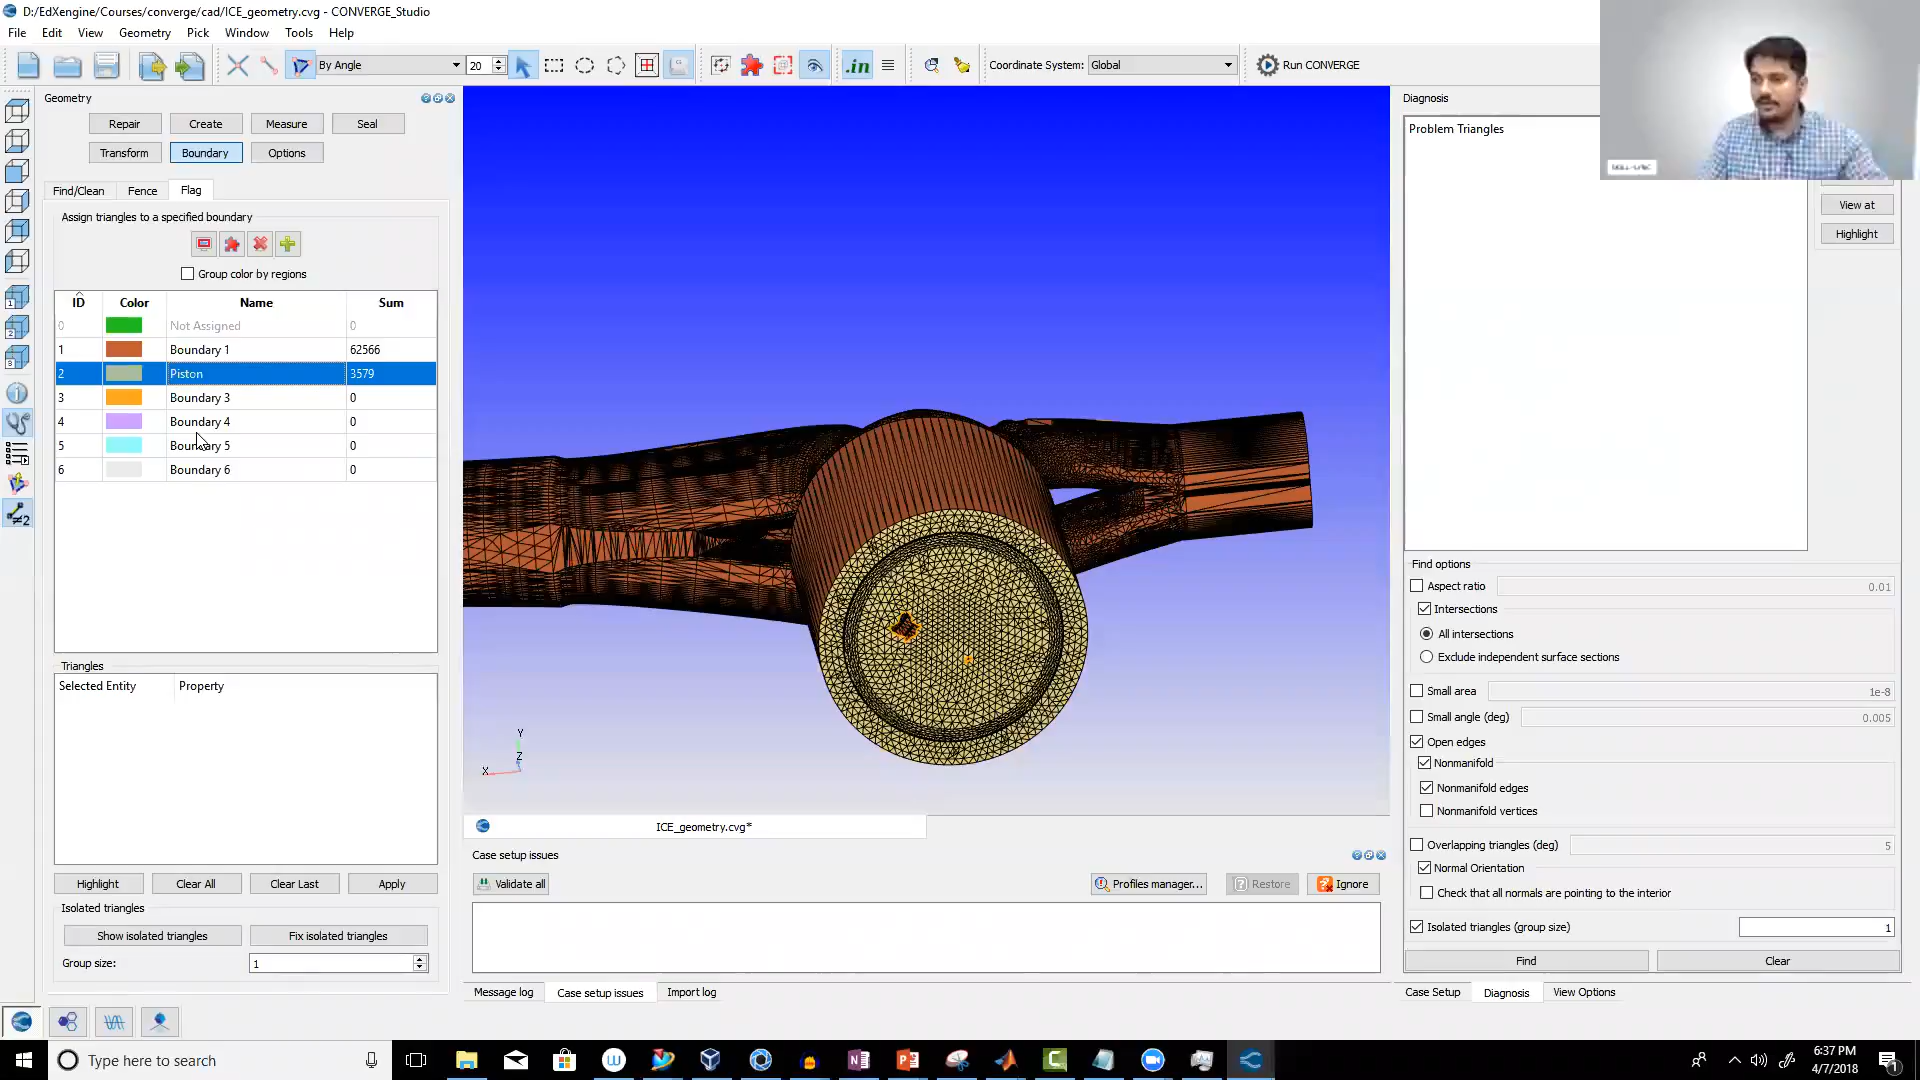 D:/EdXengine/Courses/converge/cad/ICE_geometry.cvg - CONVERGE_Studio
File Edit View Geometry Pick Window Tools Help
By Angle 20 .in Coordinate System: Global Run CONVERGE
Geometry
Repair Create Measure Seal
Transform Boundary Options
Find/Clean Fence Flag
Assign triangles to a specified boundary
Group color by regions
ID Color Name Sum
0 Not Assigned 0
1 Boundary 1 62566
2 Piston 3579
3 Boundary 3 0
4 Boundary 4 0
5 Boundary 5 0
6 Boundary 6 0
Triangles
Selected Entity Property
Highlight Clear All Clear Last Apply
Isolated triangles
Show isolated triangles Fix isolated triangles
Group size: 1
Y
Z
X
ICE_geometry.cvg*
Case setup issues
Validate all Profiles manager... Restore Ignore
Message log Case setup issues Import log
Diagnosis
Problem Triangles
SKILL-LYNC
View at
Highlight
Find options
Aspect ratio 0.01
Intersections
All intersections
Exclude independent surface sections
Small area 1e-8
Small angle (deg) 0.005
Open edges
Nonmanifold
Nonmanifold edges
Nonmanifold vertices
Overlapping triangles (deg) 5
Normal Orientation
Check that all normals are pointing to the interior
Isolated triangles (group size) 1
Find Clear
Case Setup Diagnosis View Options
Type here to search
6:37 PM
4/7/2018